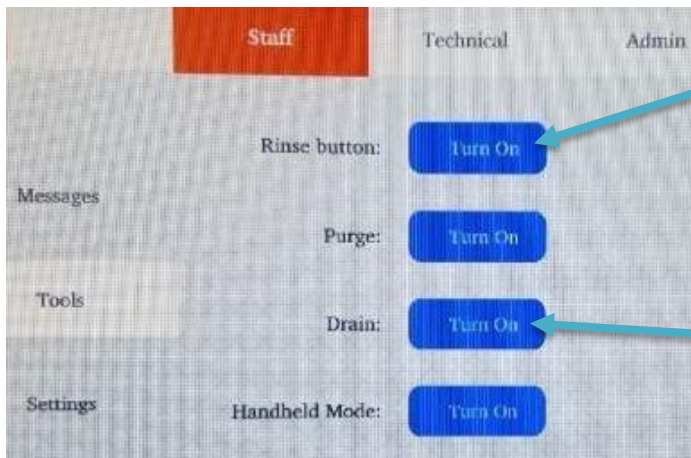 Staff Technical Admin
Rinse button: Turn On
Messages
Purge: Turn On
Tools
Drain: Turn On
Settings
Handheld Mode: Turn On